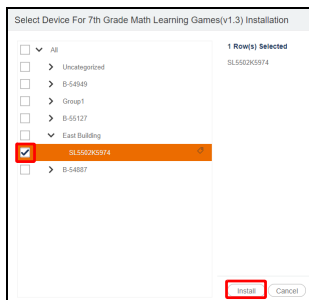 Select Device For 7th Grade Math Learning Games(v1.3) Installation
All
Uncategorized
B-54949
Group1
B-55127
East Building
SL5502K5974
B-54887
1 Row(s) Selected
SL5502K5974
Install
Cancel